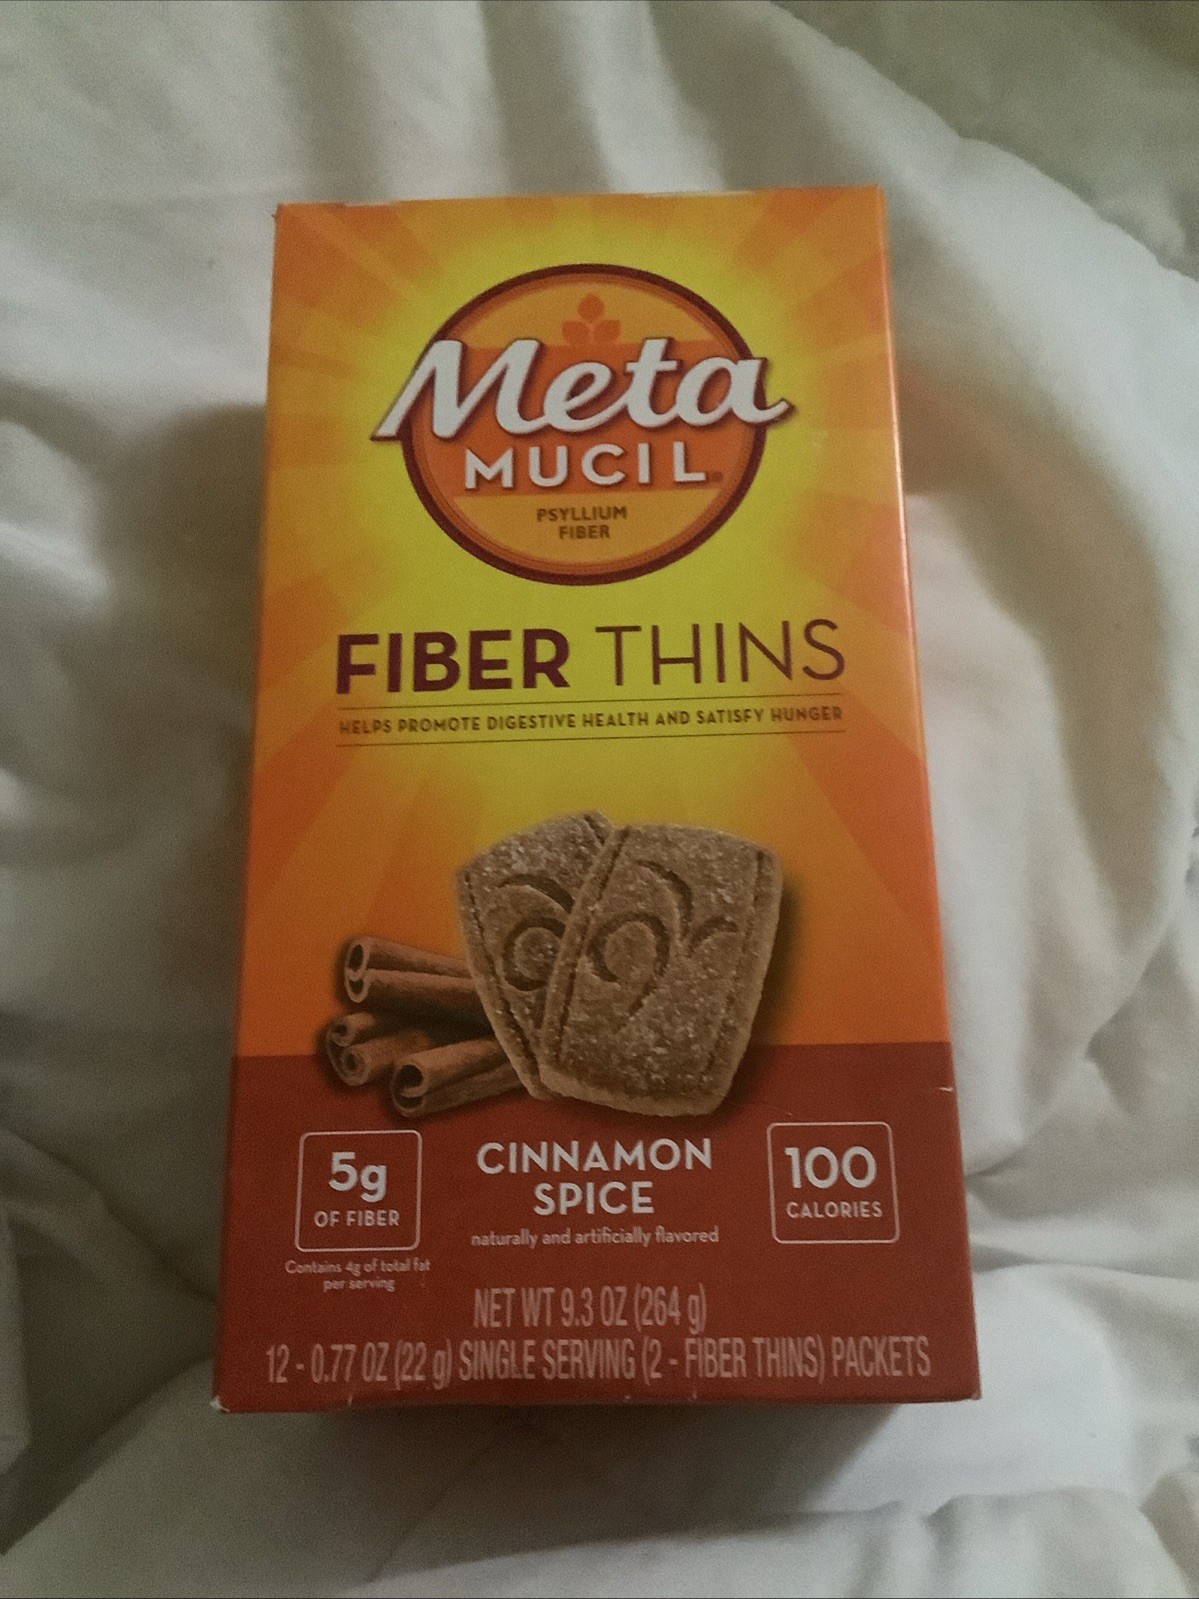 Meta
MUCIL®
PSYLLIUM
FIBER
FIBER THINS
HELPS PROMOTE DIGESTIVE HEALTH AND SATISFY HUNGER
5g
OF FIBER
Contains 4g of total fat
per serving
CINNAMON
SPICE
naturally and artificially flavored
100
CALORIES
NET WT 9.3 OZ (264 g)
12 - 0.77 OZ (22 g) SINGLE SERVING (2 - FIBER THINS) PACKETS